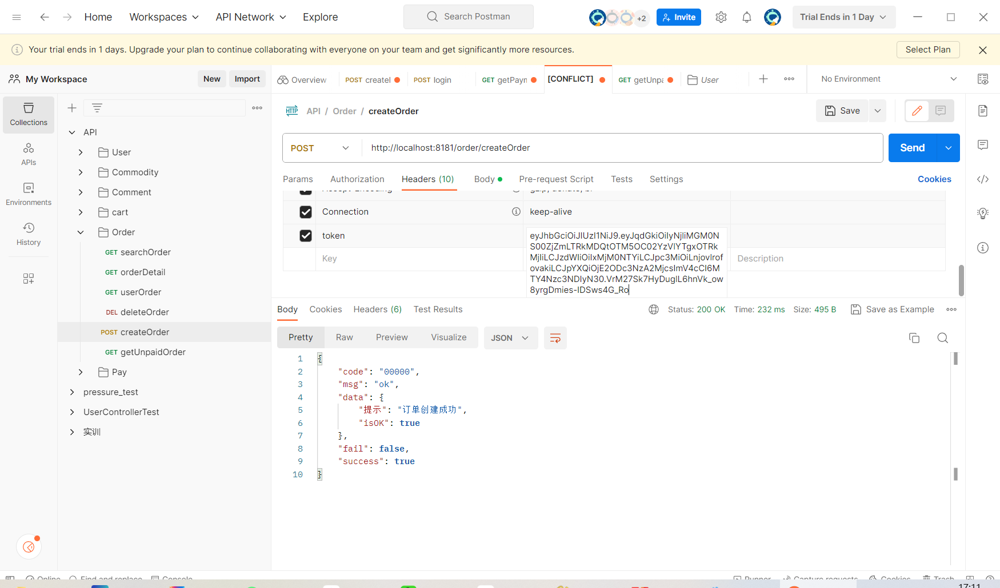 Home
Workspaces
API Network
Explore
Search Postman
+2
Invite
Trial Ends in 1 Day
Your trial ends in 1 days. Upgrade your plan to continue collaborating with everyone on your team and get significantly more resources.
Select Plan
My Workspace
New
Import
Overview
POST createI
POST login
GET getPayn
[CONFLICT]
GET getUnpa
User
No Environment
Collections
APIs
Environments
History
API
User
Commodity
Comment
cart
Order
GET searchOrder
GET orderDetail
GET userOrder
DEL deleteOrder
POST createOrder
GET getUnpaidOrder
Pay
pressure_test
UserControllerTest
实训
HTTP API / Order / createOrder
Save
POST
http://localhost:8181/order/createOrder
Send
Params
Authorization
Headers (10)
Body
Pre-request Script
Tests
Settings
Cookies
Connection
keep-alive
token
Key
Description
Body
Cookies
Headers (6)
Test Results
Status: 200 OK
Time: 232 ms
Size: 495 B
Save as Example
Pretty
Raw
Preview
Visualize
JSON
1 {
2 "code": "00000",
3 "msg": "ok",
4 "data": {
5 "提示": "订单创建成功",
6 "isOK": true
7 },
8 "fail": false,
9 "success": true
10 }
Online
Find and replace
Console
Runner
Capture requests
Cookies
Trash
17:11